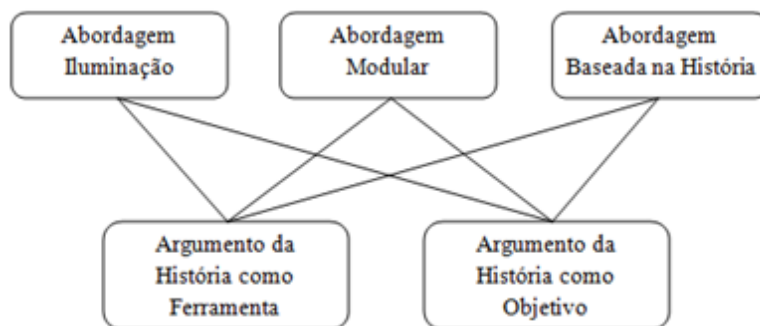 Abordagem
Iluminação
Abordagem
Modular
Abordagem
Baseada na História
Argumento da
História como
Ferramenta
Argumento da
História como
Objetivo